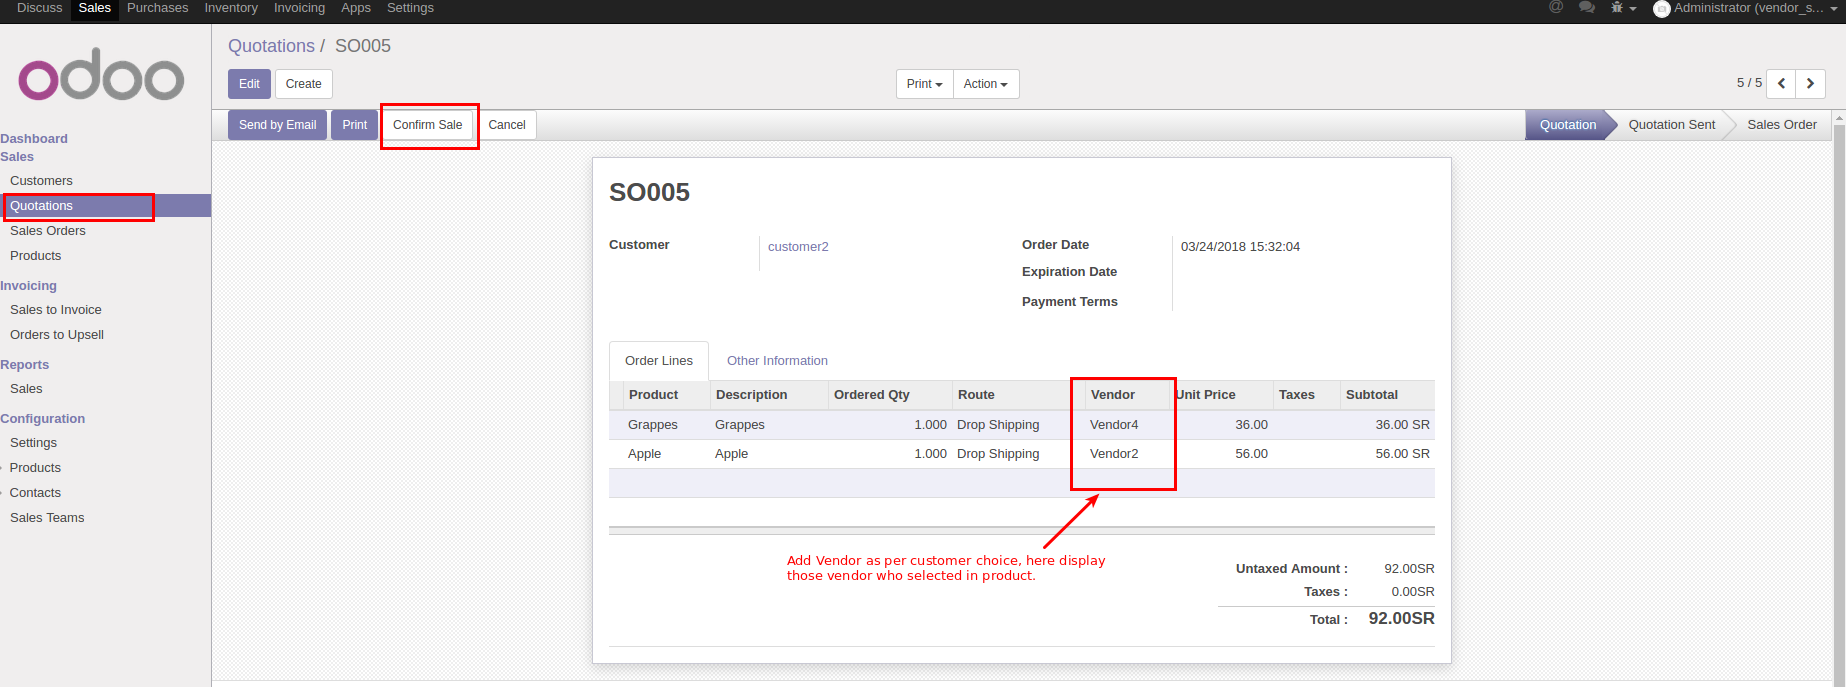 Discuss Sales Purchases Inventory Invoicing Apps Settings @ Administrator (vendor_s...
odoo
Quotations / SO005
Edit Create Print Action 5 / 5
Send by Email Print Confirm Sale Cancel Quotation Quotation Sent Sales Order
Dashboard
Sales
Customers
Quotations
Sales Orders
Products
Invoicing
Sales to Invoice
Orders to Upsell
Reports
Sales
Configuration
Settings
Products
Contacts
Sales Teams
SO005
Customer customer2 Order Date 03/24/2018 15:32:04
Expiration Date
Payment Terms
Order Lines Other Information
Product Description Ordered Qty Route Vendor Unit Price Taxes Subtotal
Grappes Grappes 1.000 Drop Shipping Vendor4 36.00 36.00 SR
Apple Apple 1.000 Drop Shipping Vendor2 56.00 56.00 SR
Add Vendor as per customer choice, here display
those vendor who selected in product.
Untaxed Amount : 92.00SR
Taxes : 0.00SR
Total : 92.00SR